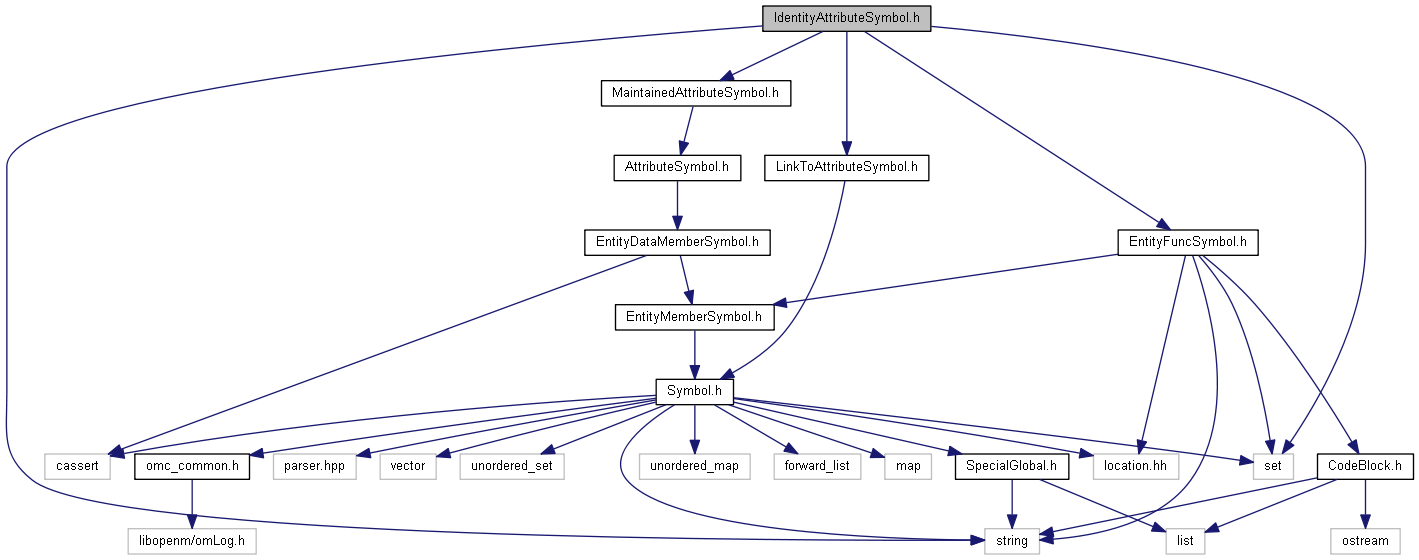 IdentityAttributeSymbol.h
MaintainedAttributeSymbol.h
AttributeSymbol.h
LinkToAttributeSymbol.h
EntityDataMemberSymbol.h
EntityFuncSymbol.h
EntityMemberSymbol.h
Symbol.h
cassert
omc_common.h
parser.hpp
vector
unordered_set
unordered_map
forward_list
map
SpecialGlobal.h
location.hh
set
CodeBlock.h
libopenm/omLog.h
string
list
ostream